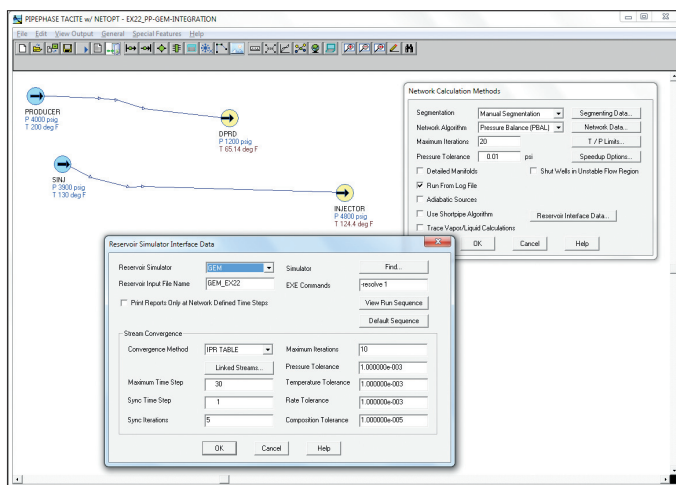 PIPEPHASE TACITE w/ NETOPT - EX22_PP-GEM-INTEGRATION
File Edit View Output General Special Features Help
PRODUCER
P 4000 psig
T 200 deg F
DPRD
P 1200 psig
T 65.14 deg F
SINJ
P 3900 psig
T 130 deg F
INJECTOR
P 4800 psig
T 124.4 deg F
Network Calculation Methods
Segmentation Manual Segmentation Segmenting Data...
Network Algorithm Pressure Balance (PBAL) Network Data...
Maximum Iterations 20 T / P Limits...
Pressure Tolerance 0.01 psi Speedup Options...
Detailed Manifolds Shut Wells in Unstable Flow Region
Run From Log File
Adiabatic Sources
Use Shortpipe Algorithm Reservoir Interface Data...
Trace Vapor/Liquid Calculations
OK Cancel Help
Reservoir Simulator Interface Data
Reservoir Simulator GEM Simulator Find...
Reservoir Input File Name GEM_EX22 EXE Commands -resolve 1
Print Reports Only at Network Defined Time Steps View Run Sequence
Default Sequence
Stream Convergence
Convergence Method IPR TABLE Maximum Iterations 10
Linked Streams... Pressure Tolerance 1.000000e-003
Maximum Time Step 30 Temperature Tolerance 1.000000e-003
Sync Time Step 1 Rate Tolerance 1.000000e-003
Sync Iterations 5 Composition Tolerance 1.000000e-005
OK Cancel Help